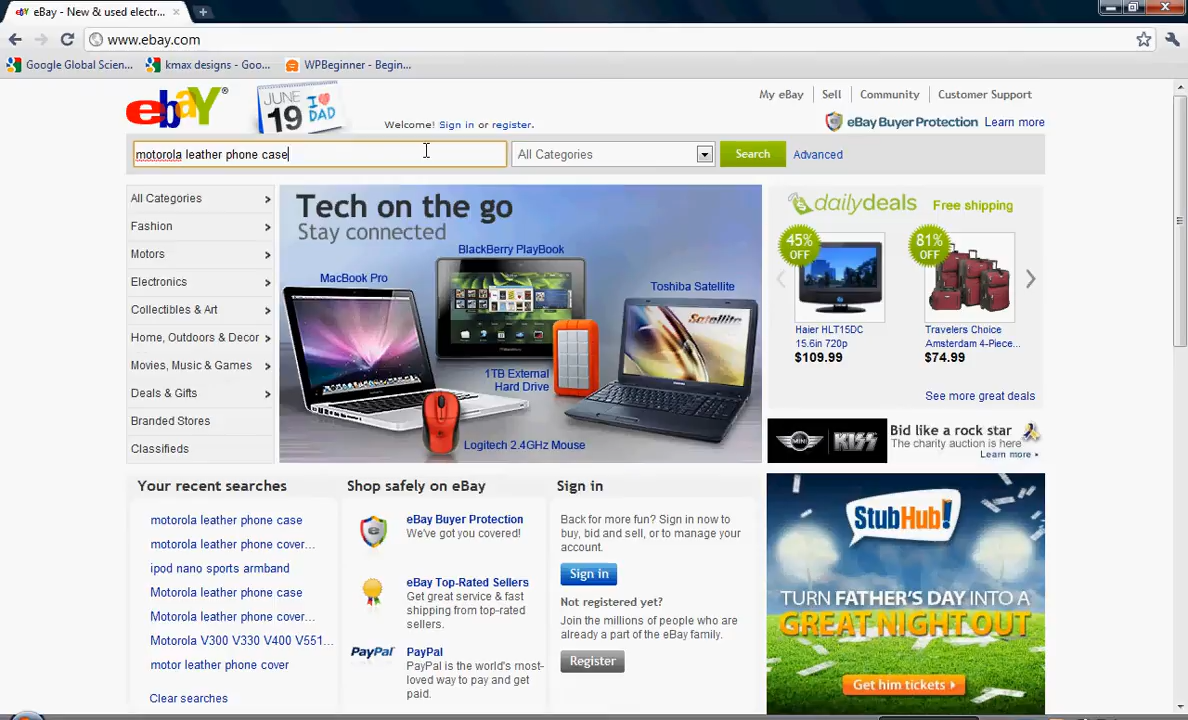 eBay - New & used electr...
www.ebay.com
Google Global Scien...
kmax designs - Goo...
WPBeginner - Begin...
ebay®
JUNE
19
I DAD
Welcome! Sign in or register.
My eBay
Sell
Community
Customer Support
eBay Buyer Protection Learn more
motorola leather phone case
All Categories
Search
Advanced
All Categories
Fashion
Motors
Electronics
Collectibles & Art
Home, Outdoors & Decor
Movies, Music & Games
Deals & Gifts
Branded Stores
Classifieds
Tech on the go
Stay connected
BlackBerry PlayBook
MacBook Pro
Toshiba Satellite
Satellite
1TB External
Hard Drive
Logitech 2.4GHz Mouse
dailydeals Free shipping
45%
OFF
81%
OFF
Haier HLT15DC
15.6in 720p
$109.99
Travelers Choice
Amsterdam 4-Piece...
$74.99
See more great deals
MINI
KISS
Bid like a rock star
The charity auction is here
Learn more
Your recent searches
motorola leather phone case
motorola leather phone cover...
ipod nano sports armband
Motorola leather phone case
Motorola leather phone cover...
Motorola V300 V330 V400 V551...
motor leather phone cover
Clear searches
Shop safely on eBay
eBay Buyer Protection
We've got you covered!
eBay Top-Rated Sellers
Get great service & fast
shipping from top-rated
sellers.
PayPal
PayPal
PayPal is the world's most-
loved way to pay and get
paid.
Sign in
Back for more fun? Sign in now to
buy, bid and sell, or to manage your
account.
Sign in
Not registered yet?
Join the millions of people who are
already a part of the eBay family.
Register
StubHub!
TURN FATHER'S DAY INTO A
GREAT NIGHT OUT
Get him tickets